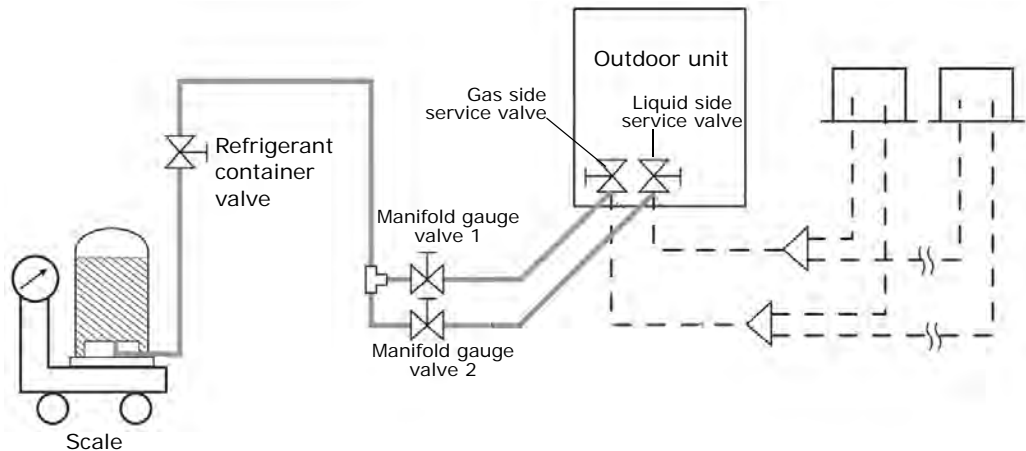 Outdoor unit
Gas side
service valve
Liquid side
service valve
Refrigerant
container
valve
Manifold gauge
valve 1
Manifold gauge
valve 2
Scale